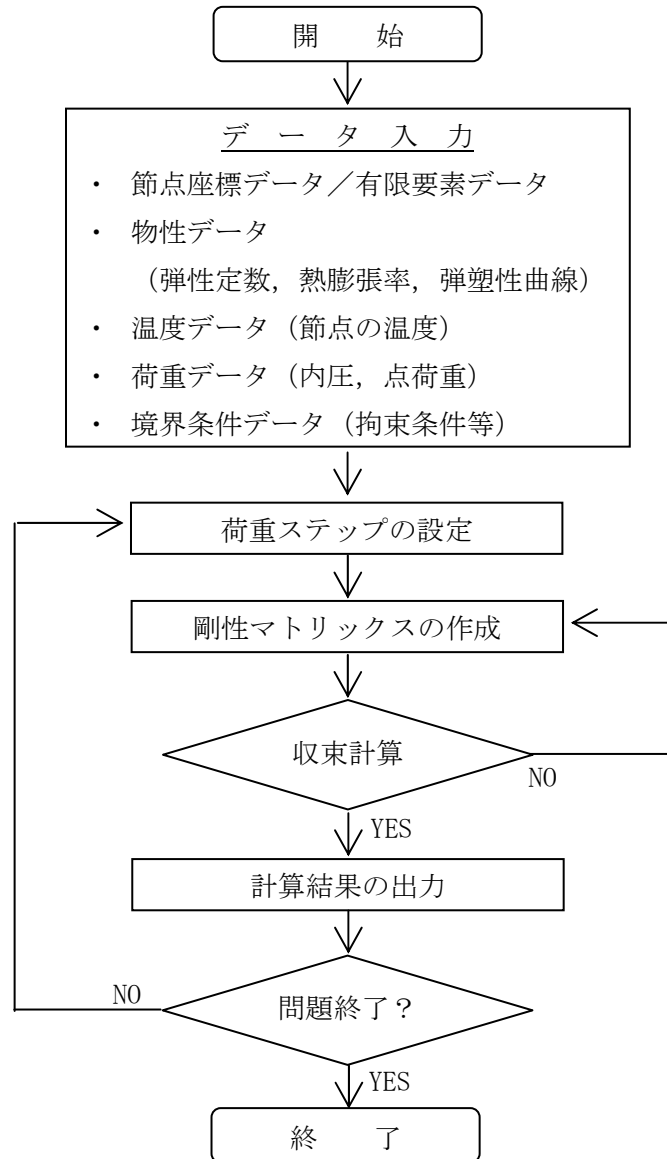 開　　始
デ ー タ 入 力
・ 節点座標データ／有限要素データ
・ 物性データ
（弾性定数，熱膨張率，弾塑性曲線）
・ 温度データ（節点の温度）
・ 荷重データ（内圧，点荷重）
・ 境界条件データ（拘束条件等）
荷重ステップの設定
剛性マトリックスの作成
収束計算
NO
YES
計算結果の出力
NO
問題終了？
YES
終　　了